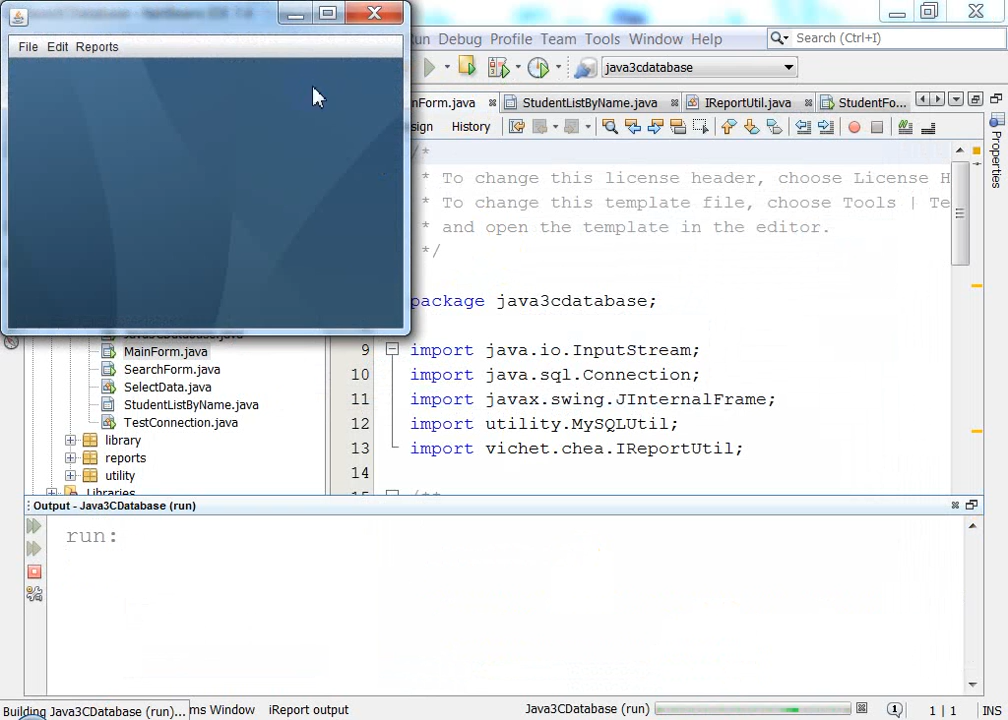 File Edit Reports
Run Debug Profile Team Tools Window Help
Search (Ctrl+I)
java3cdatabase
nForm.java StudentListByName.java IReportUtil.java StudentFo...
sign History
/*
* To change this license header, choose License H
* To change this template file, choose Tools | Te
* and open the template in the editor.
*/
package java3cdatabase;
9 import java.io.InputStream;
10 import java.sql.Connection;
11 import javax.swing.JInternalFrame;
12 import utility.MySQLUtil;
13 import vichet.chea.IReportUtil;
14
MainForm.java
SearchForm.java
SelectData.java
StudentListByName.java
TestConnection.java
library
reports
utility
Libraries
Properties
Output - Java3CDatabase (run)
run:
Building Java3CDatabase (run)... ms Window iReport output Java3CDatabase (run) 1 | 1 INS